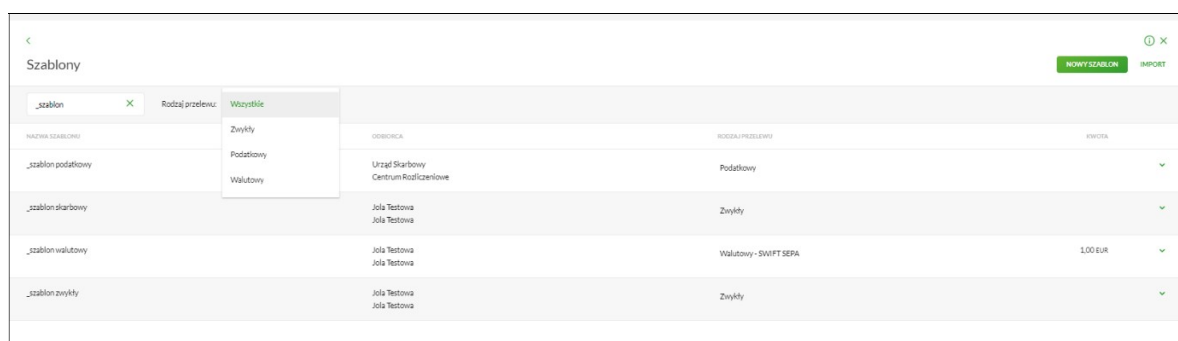 Szablony
NOWY SZABLON IMPORT
_szablon Rodzaj przelewu: Wszystkie
Zwykły
Podatkowy
Walutowy
NAZWA SZABLONU ODBIORCA RODZAJ PRZELEWU KWOTA
_szablon podatkowy Urząd Skarbowy Podatkowy
Centrum Rozliczeniowe
_szablon skarbowy Jola Testowa Zwykły
Jola Testowa
_szablon walutowy Jola Testowa Walutowy - SWIFT SEPA 1,00 EUR
Jola Testowa
_szablon zwykły Jola Testowa Zwykły
Jola Testowa